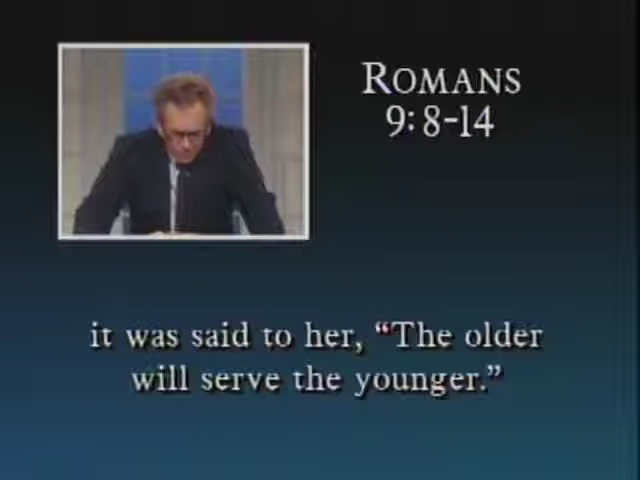 ROMANS
9:8-14
it was said to her, “The older
will serve the younger.”